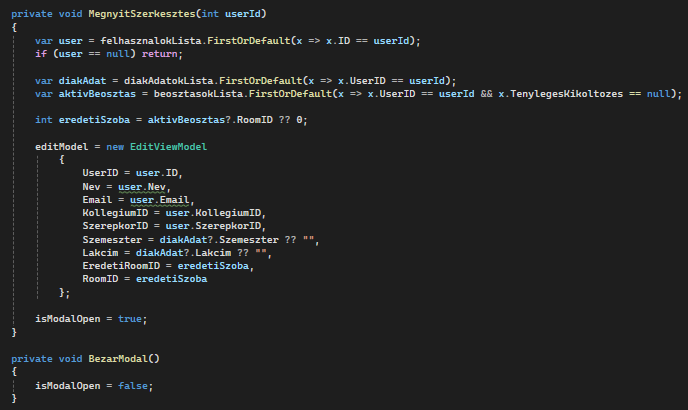 private void MegnyitSzerkesztes(int userId)
{
    var user = felhasznalokLista.FirstOrDefault(x => x.ID == userId);
    if (user == null) return;

    var diakAdat = diakAdatokLista.FirstOrDefault(x => x.UserID == userId);
    var aktivBeosztas = beosztasokLista.FirstOrDefault(x => x.UserID == userId && x.TenylegesKikoltozes == null);

    int eredetiSzoba = aktivBeosztas?.RoomID ?? 0;

    editModel = new EditViewModel
        {
            UserID = user.ID,
            Nev = user.Nev,
            Email = user.Email,
            KollegiumID = user.KollegiumID,
            SzerepkorID = user.SzerepkorID,
            Szemeszter = diakAdat?.Szemeszter ?? "",
            Lakcim = diakAdat?.Lakcim ?? "",
            EredetiRoomID = eredetiSzoba,
            RoomID = eredetiSzoba
        };

    isModalOpen = true;
}

private void BezarModal()
{
    isModalOpen = false;
}